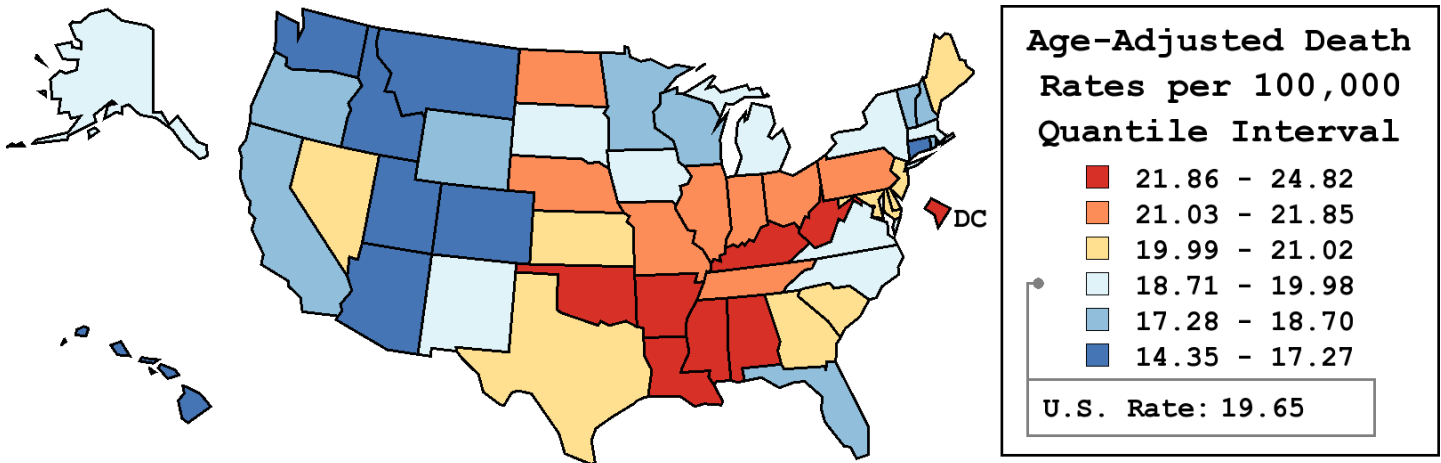 Age-Adjusted Death
Rates per 100,000
Quantile Interval
21.86 - 24.82
21.03 - 21.85
19.99 - 21.02
18.71 - 19.98
17.28 - 18.70
14.35 - 17.27
U.S. Rate: 19.65
DC